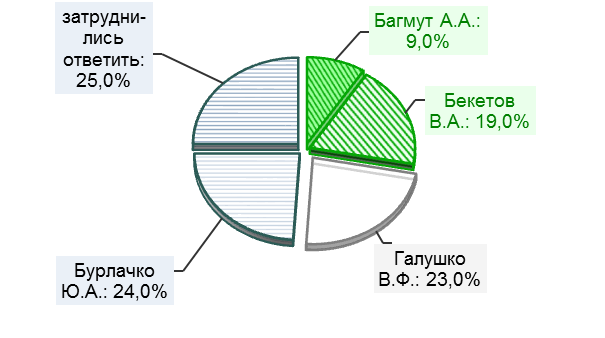 затрудни-
лись
ответить:
25,0%
Багмут А.А.:
9,0%
Бекетов
В.А.: 19,0%
Галушко
В.Ф.: 23,0%
Бурлачко
Ю.А.: 24,0%